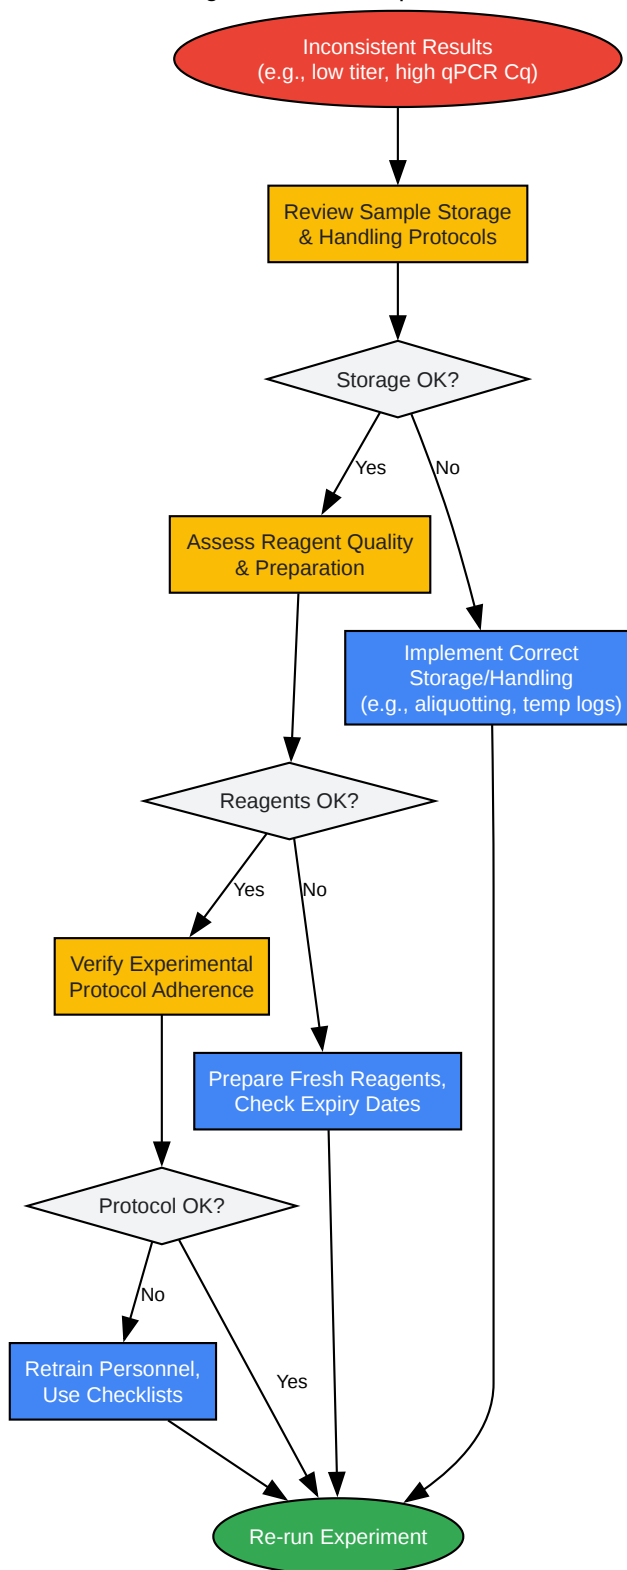 Inconsistent Results
(e.g., low titer, high qPCR Cq)
Review Sample Storage
& Handling Protocols
Storage OK?
Yes
No
Assess Reagent Quality
& Preparation
Implement Correct
Storage/Handling
(e.g., aliquotting, temp logs)
Reagents OK?
Yes
No
Verify Experimental
Protocol Adherence
Prepare Fresh Reagents,
Check Expiry Dates
Protocol OK?
No
Retrain Personnel,
Use Checklists
Yes
Re-run Experiment